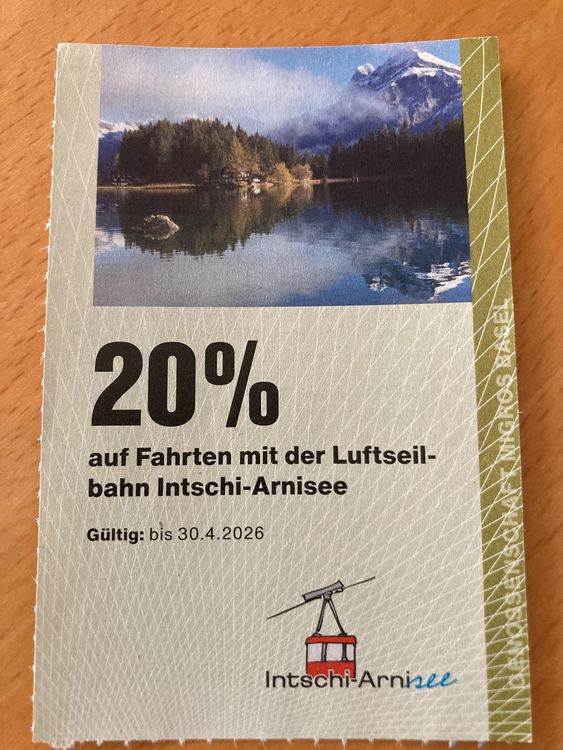 20%
auf Fahrten mit der Luftseil-
bahn Intschi-Arnisee
Gültig: bis 30.4.2026
Intschi-Arnisee
GENOSSENSCHAFT MIGROS BASEL